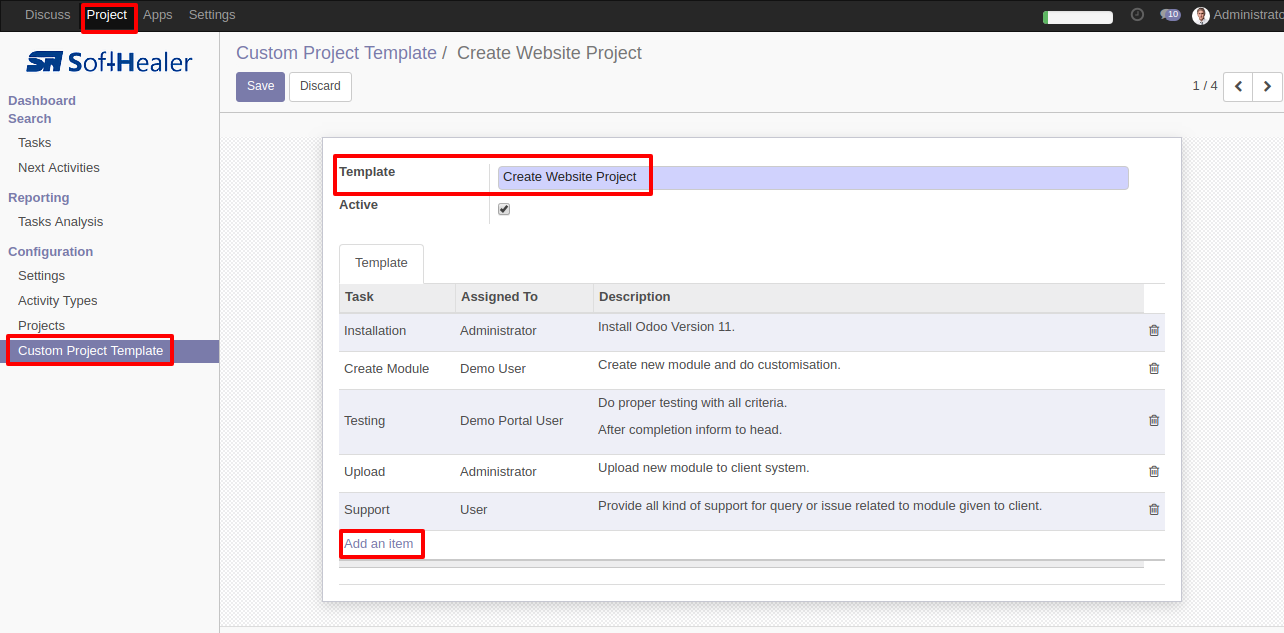 Discuss Project Apps Settings 10 Administrato
SoftHealer
Dashboard
Search
Tasks
Next Activities
Reporting
Tasks Analysis
Configuration
Settings
Activity Types
Projects
Custom Project Template
Custom Project Template / Create Website Project
Save Discard 1 / 4
Template Create Website Project
Active
Template
Task Assigned To Description
Installation Administrator Install Odoo Version 11.
Create Module Demo User Create new module and do customisation.
Testing Demo Portal User Do proper testing with all criteria.
After completion inform to head.
Upload Administrator Upload new module to client system.
Support User Provide all kind of support for query or issue related to module given to client.
Add an item